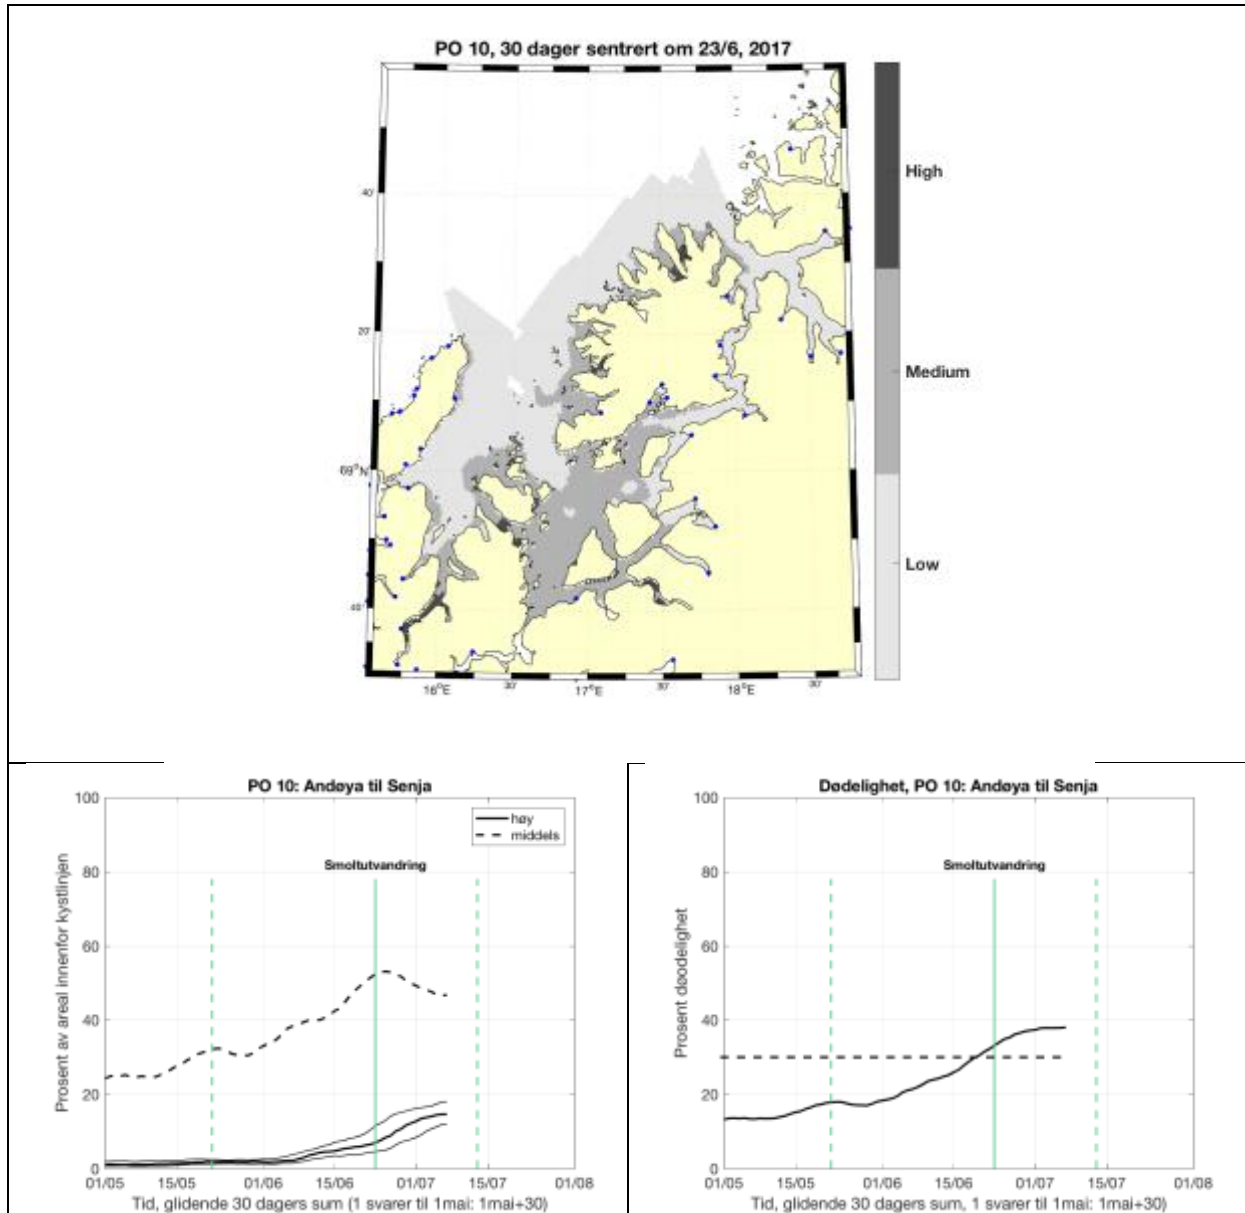 PO 10, 30 dager sentrert om 23/6, 2017
High
40'
20'
Medium
69°N
Low
40'
16°E
30'
17°E
30'
18°E
30'
PO 10: Andøya til Senja
høy
middels
Smoltutvandring
Prosent av areal innenfor kystlinjen
100
80
60
40
20
0
01/05
15/05
01/06
15/06
01/07
15/07
01/08
Tid, glidende 30 dagers sum (1 svarer til 1mai: 1mai+30)
Dødelighet, PO 10: Andøya til Senja
Smoltutvandring
Prosent døodelighet
100
80
60
40
20
0
01/05
15/05
01/06
15/06
01/07
15/07
01/08
Tid, glidende 30 dagers sum, 1 svarer til 1mai: 1mai+30)